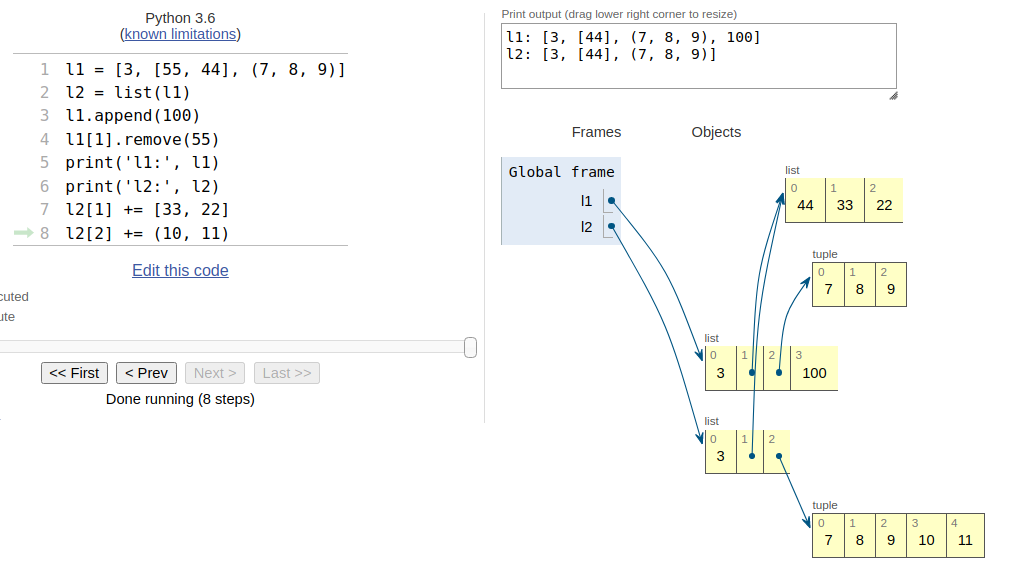 Python 3.6
(known limitations)
1 l1 = [3, [55, 44], (7, 8, 9)]
2 l2 = list(l1)
3 l1.append(100)
4 l1[1].remove(55)
5 print('l1:', l1)
6 print('l2:', l2)
7 l2[1] += [33, 22]
8 l2[2] += (10, 11)
Edit this code
cuted
ute
<< First < Prev Next > Last >>
Done running (8 steps)
Print output (drag lower right corner to resize)
l1: [3, [44], (7, 8, 9), 100]
l2: [3, [44], (7, 8, 9)]
Frames Objects
Global frame
l1
l2
list
0 1 2
44 33 22
tuple
0 1 2
7 8 9
list
0 1 2 3
3 100
list
0 1 2
3
tuple
0 1 2 3 4
7 8 9 10 11